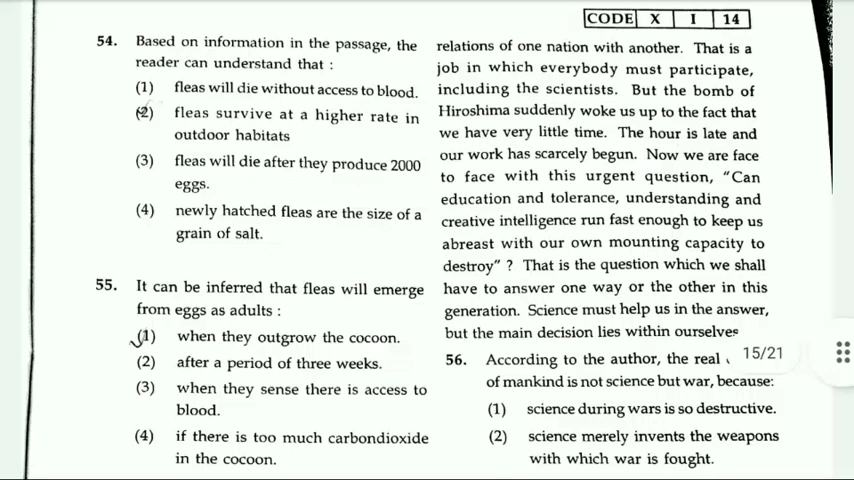 CODE X I 14
54. Based on information in the passage, the
reader can understand that :
(1) fleas will die without access to blood.
(2) fleas survive at a higher rate in
outdoor habitats
(3) fleas will die after they produce 2000
eggs.
(4) newly hatched fleas are the size of a
grain of salt.
55. It can be inferred that fleas will emerge
from eggs as adults :
(1) when they outgrow the cocoon.
(2) after a period of three weeks.
(3) when they sense there is access to
blood.
(4) if there is too much carbondioxide
in the cocoon.
relations of one nation with another. That is a
job in which everybody must participate,
including the scientists. But the bomb of
Hiroshima suddenly woke us up to the fact that
we have very little time. The hour is late and
our work has scarcely begun. Now we are face
to face with this urgent question, “Can
education and tolerance, understanding and
creative intelligence run fast enough to keep us
abreast with our own mounting capacity to
destroy” ? That is the question which we shall
have to answer one way or the other in this
generation. Science must help us in the answer,
but the main decision lies within ourselves
15/21
56. According to the author, the real
of mankind is not science but war, because:
(1) science during wars is so destructive.
(2) science merely invents the weapons
with which war is fought.